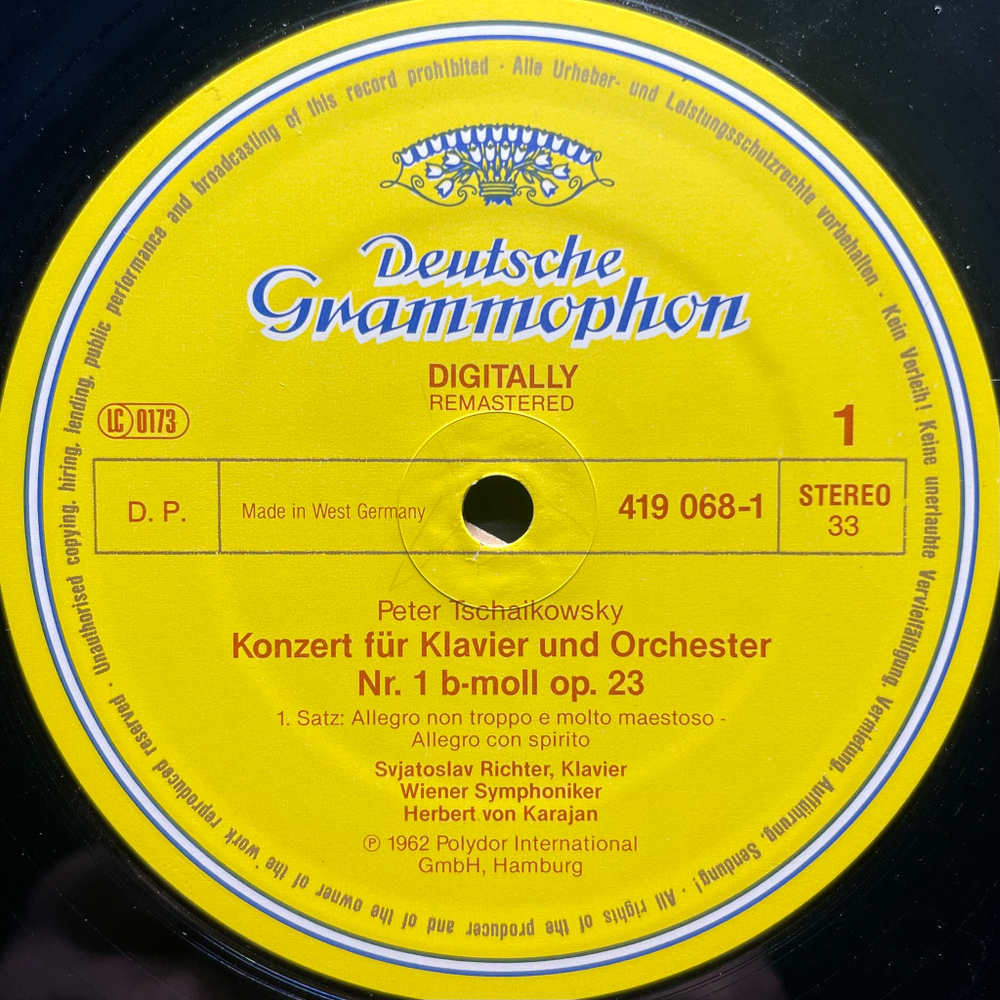 Deutsche
Grammophon
DIGITALLY
REMASTERED
LC 0173
1
D. P.
Made in West Germany
419 068-1
STEREO
33
Peter Tschaikowsky
Konzert für Klavier und Orchester
Nr. 1 b-moll op. 23
1. Satz: Allegro non troppo e molto maestoso -
Allegro con spirito
Svjatoslav Richter, Klavier
Wiener Symphoniker
Herbert von Karajan
℗ 1962 Polydor International
GmbH, Hamburg
Alle Urheber- und Leistungsschutzrechte vorbehalten · Kein Verleih! Keine unerlaubte Vervielfältigung, Vermietung, Aufführung, Sendung! · All rights of the producer and of the owner of the work reproduced reserved · Unauthorised copying, hiring, lending, public performance and broadcasting of this record prohibited ·